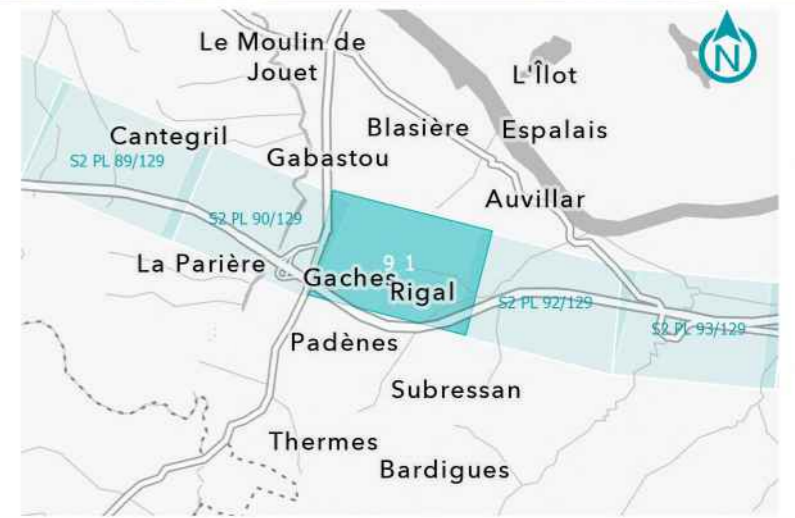 Le Moulin de
Jouet
N
L'Îlot
Cantegril
Blasière
Espalais
S2 PL 89/129
Gabastou
Auvillar
S2 PL 90/129
La Parière
9 1
Gaches
Rigal
S2 PL 92/129
S2 PL 93/129
Padènes
Subressan
Thermes
Bardigues